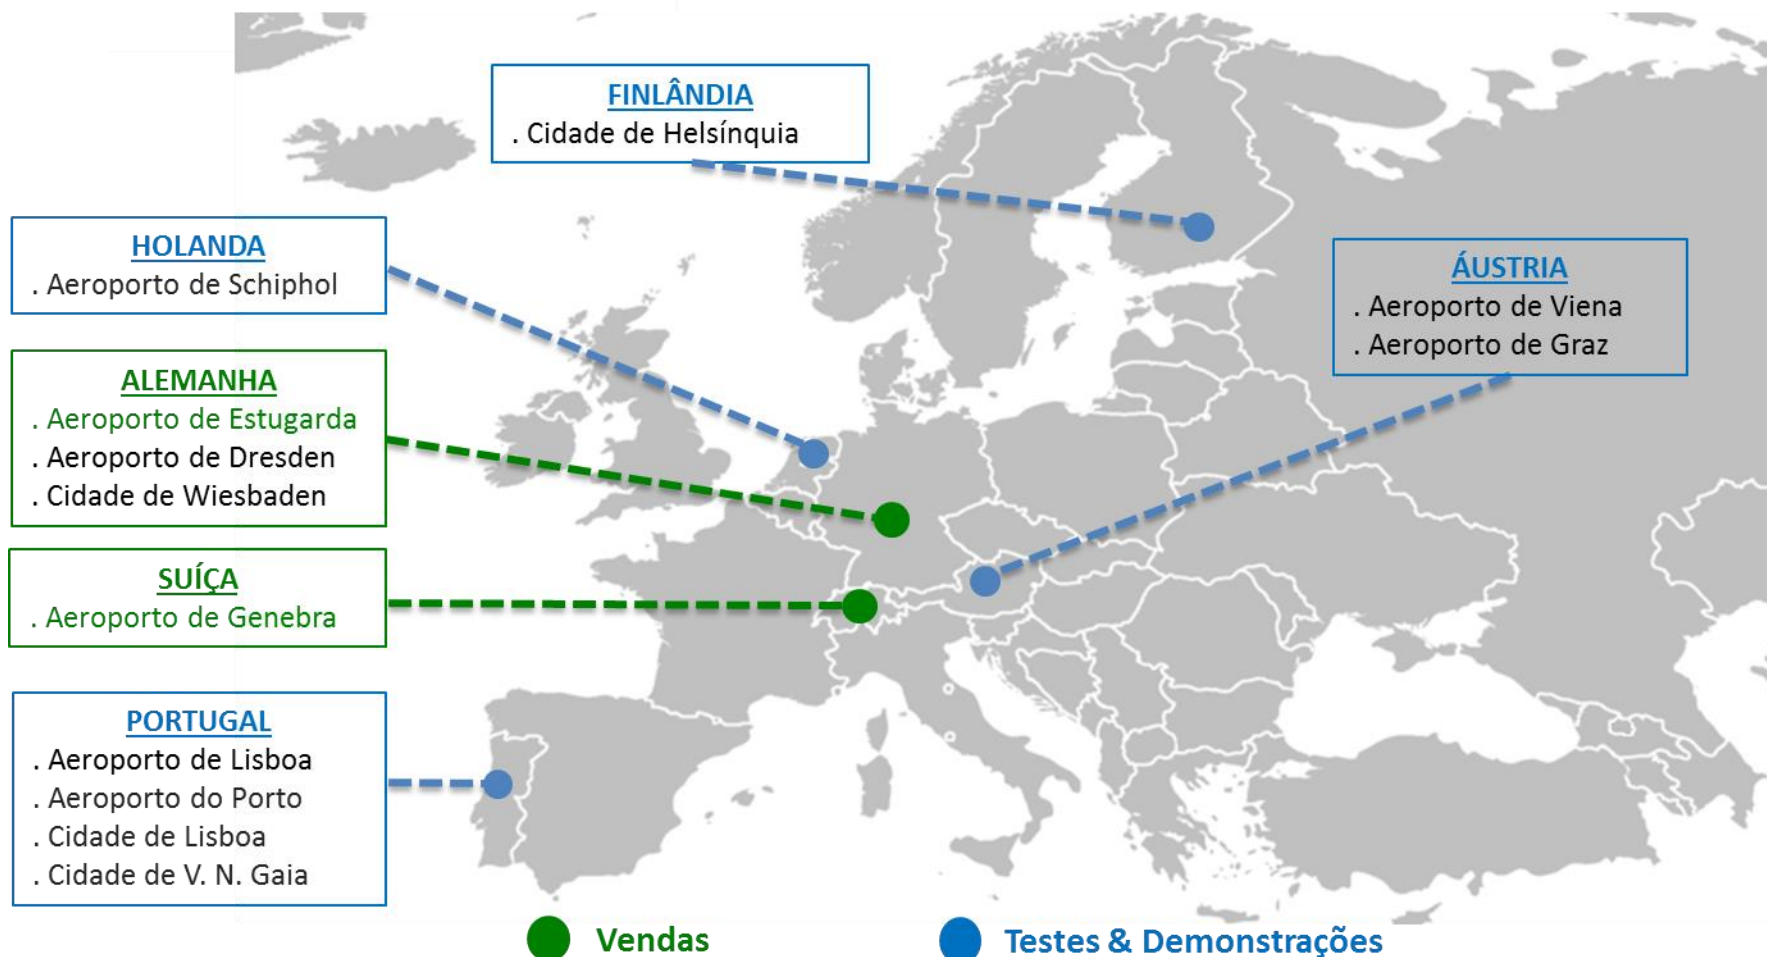 FINLÂNDIA
. Cidade de Helsínquia
HOLANDA
. Aeroporto de Schiphol
ÁUSTRIA
. Aeroporto de Viena
. Aeroporto de Graz
ALEMANHA
. Aeroporto de Estugarda
. Aeroporto de Dresden
. Cidade de Wiesbaden
SUÍÇA
. Aeroporto de Genebra
PORTUGAL
. Aeroporto de Lisboa
. Aeroporto do Porto
. Cidade de Lisboa
. Cidade de V. N. Gaia
Vendas
Testes & Demonstrações